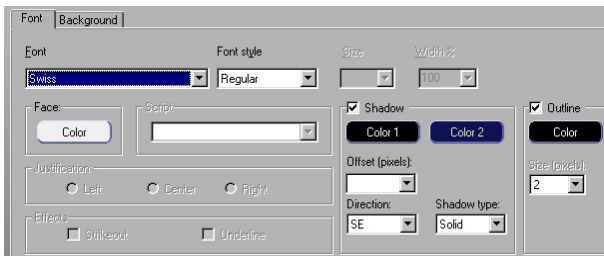 Font Background
Font Font style Size Width %
Swiss Regular 100
Face: Script Shadow Outline
Color Color 1 Color 2 Color
Offset (pixels): Size (pixels):
Justification: 2
Left Center Right
Direction: Shadow type:
Effects SE Solid
Strikeout Underline